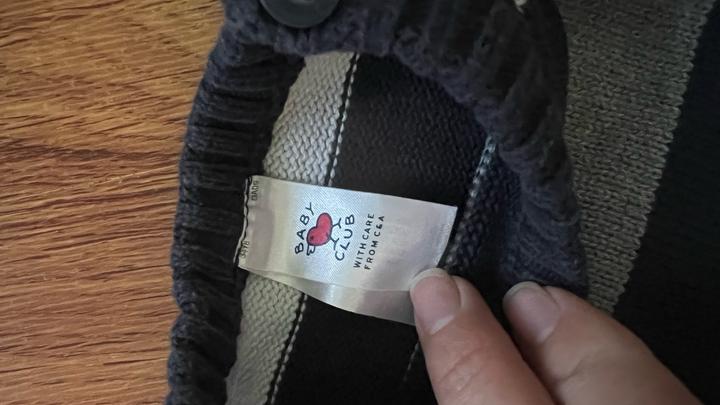 BABY
CLUB
WITH CARE
FROM C&A